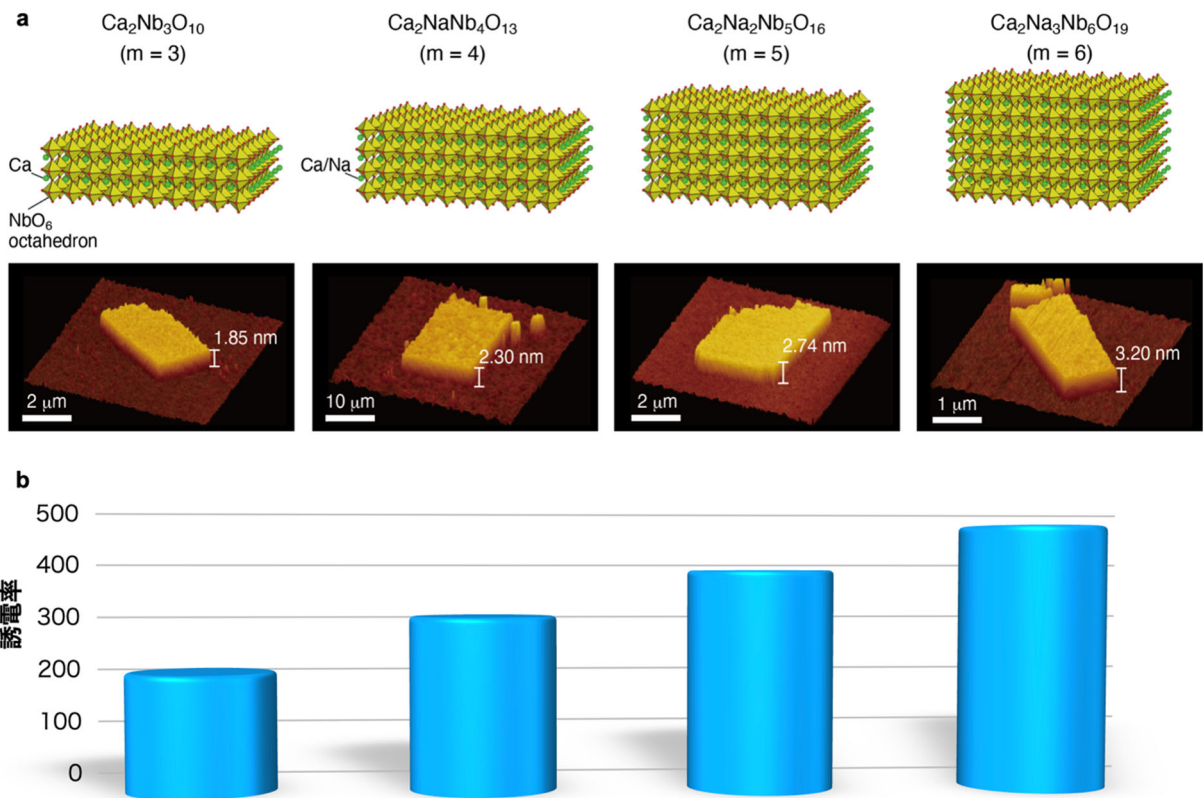 a
Ca₂Nb₃O₁₀
(m = 3)
Ca₂NaNb₄O₁₃
(m = 4)
Ca₂Na₂Nb₅O₁₆
(m = 5)
Ca₂Na₃Nb₆O₁₉
(m = 6)
Ca
NbO₆
octahedron
Ca/Na
1.85 nm
2 μm
2.30 nm
10 μm
2.74 nm
2 μm
3.20 nm
1 μm
b
誘電率
500
400
300
200
100
0